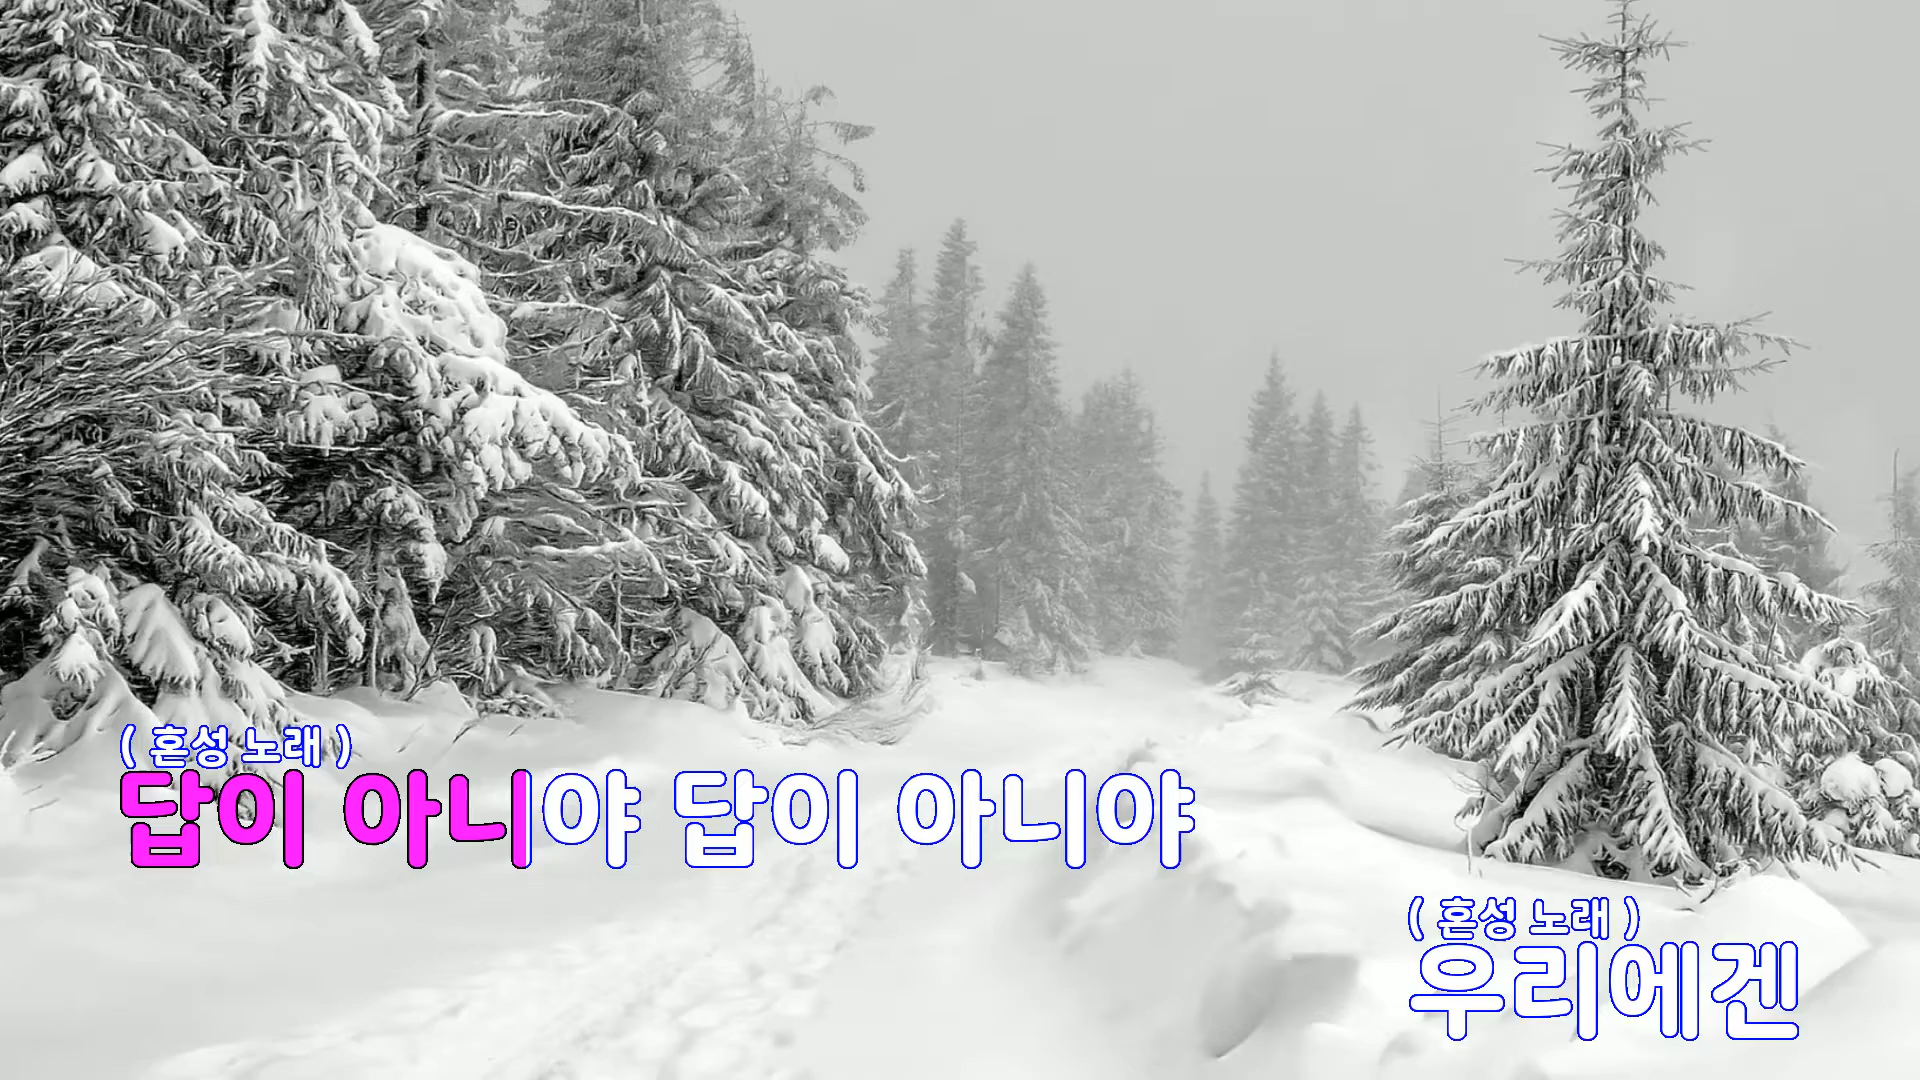 ( 혼성 노래 )
답이 아니야 답이 아니야
( 혼성 노래 )
우리에겐